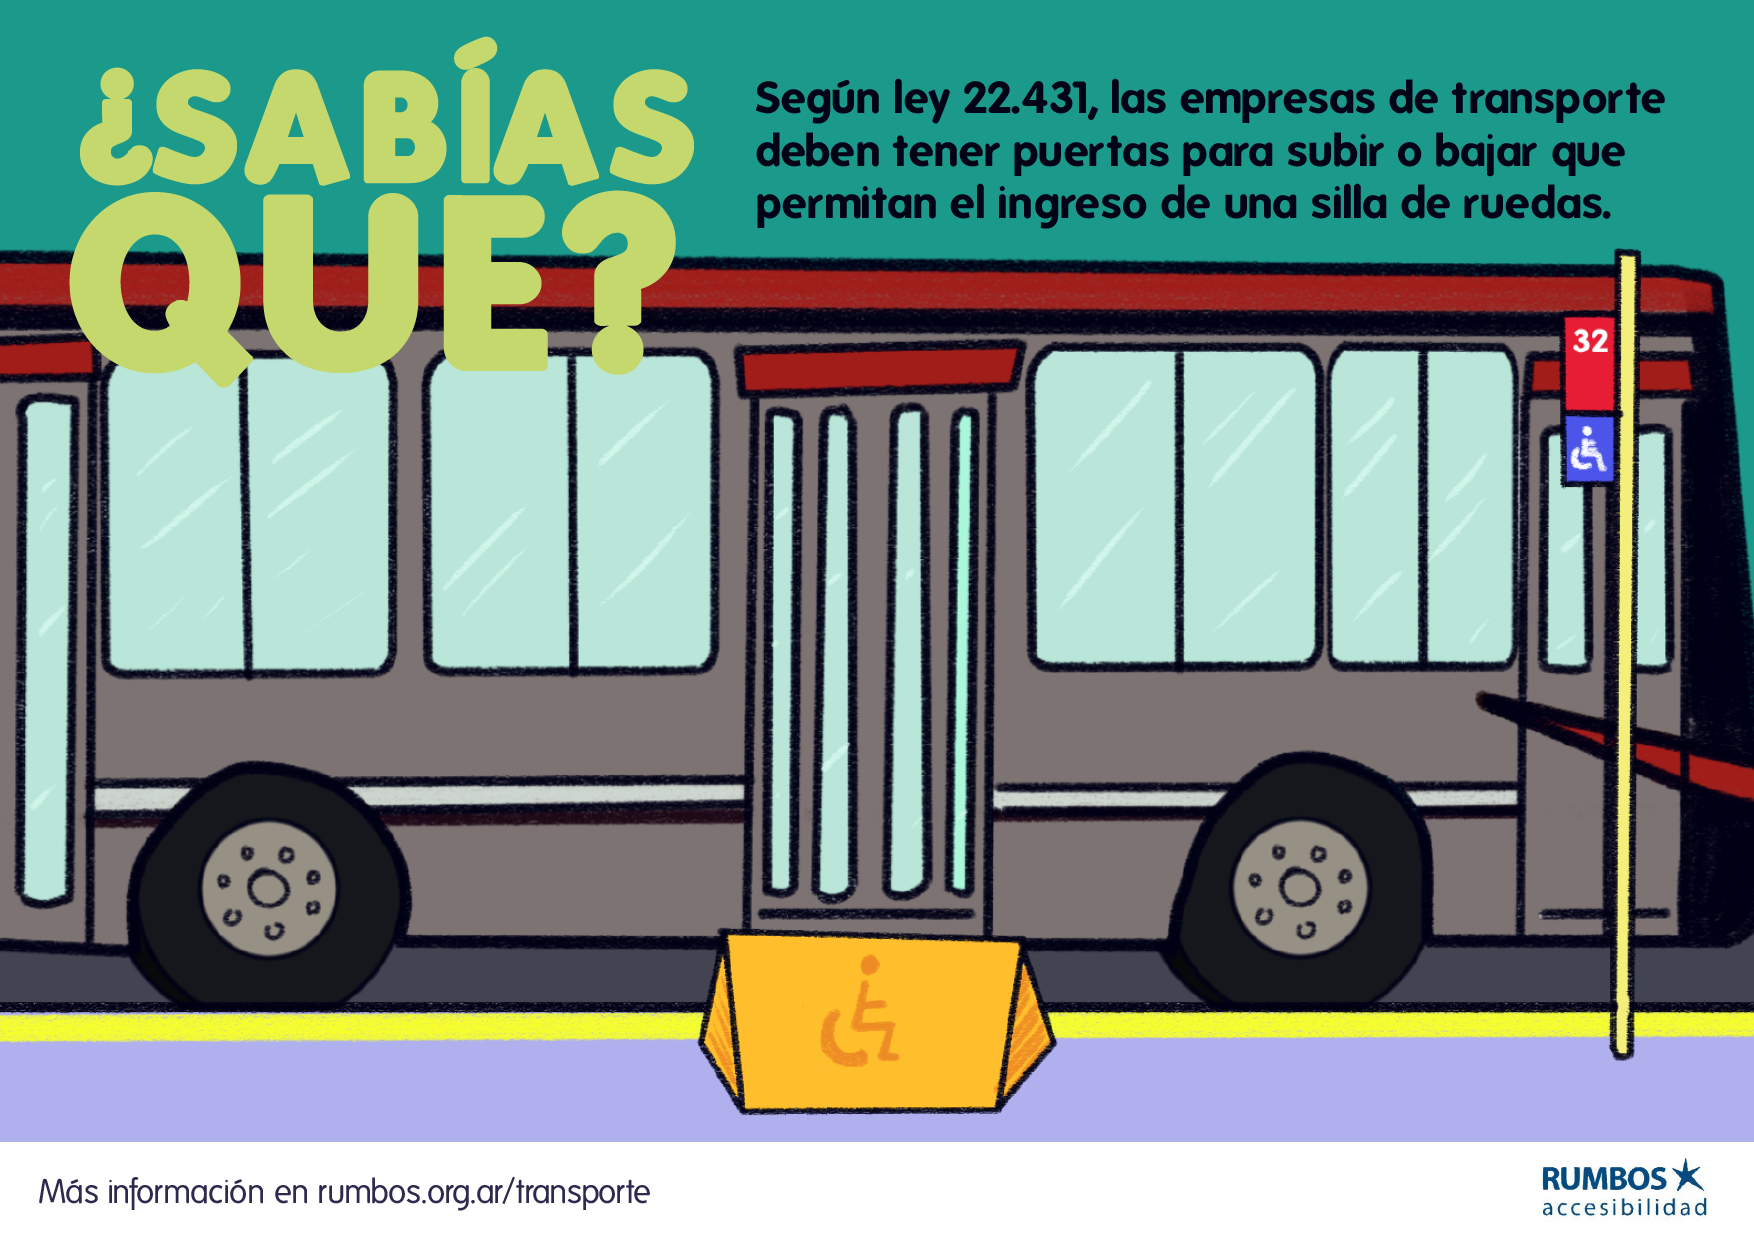 ¿SABÍAS
QUE?
Según ley 22.431, las empresas de transporte
deben tener puertas para subir o bajar que
permitan el ingreso de una silla de ruedas.
32
Más información en rumbos.org.ar/transporte
RUMBOS
accesibilidad